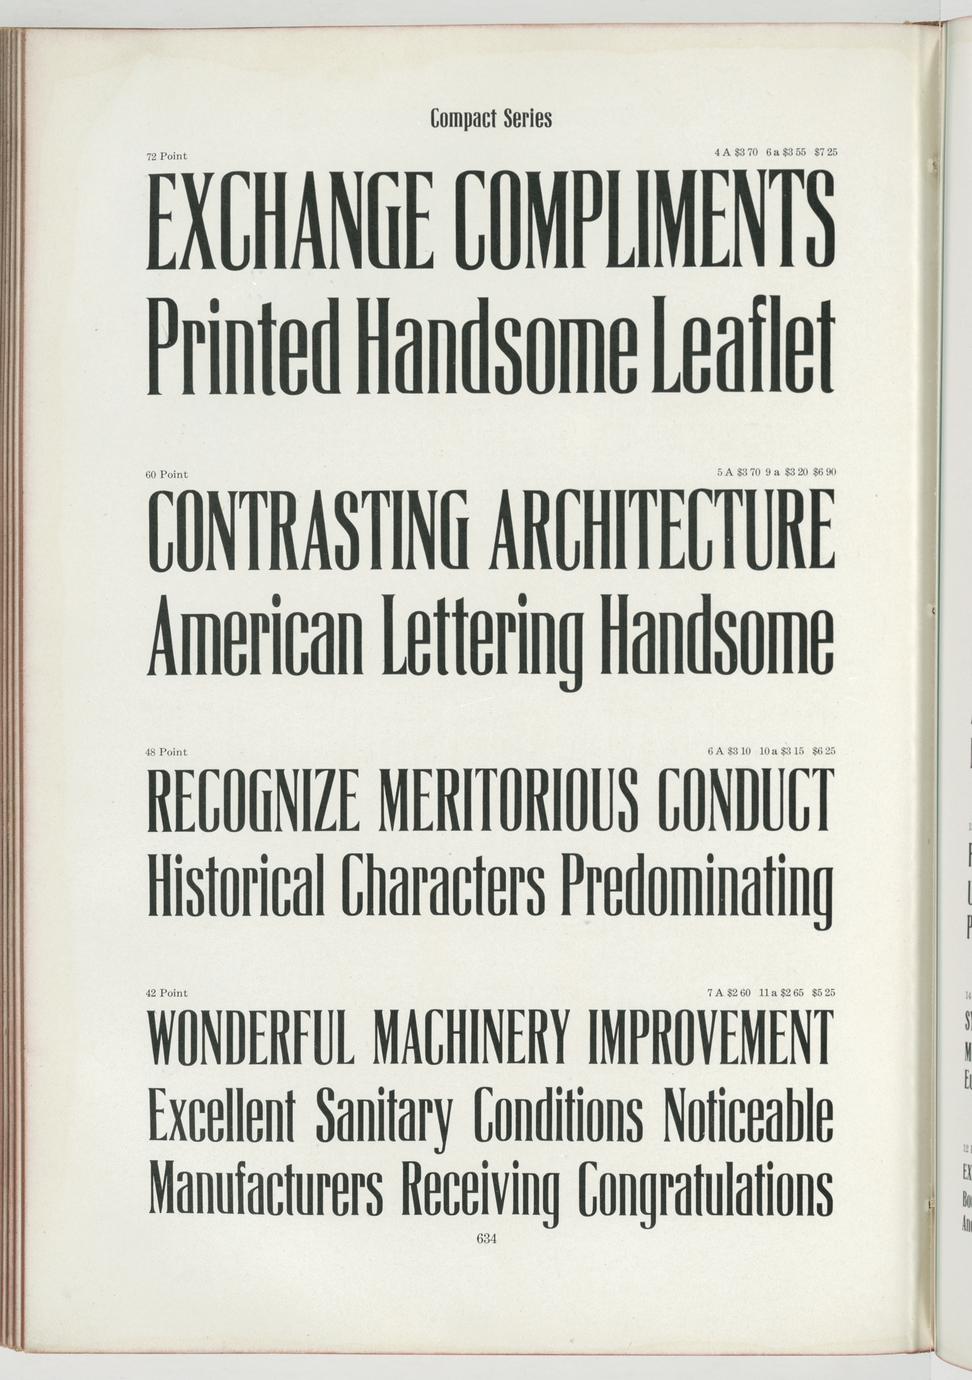 Compact Series
72 Point 4 A $3 70 6 a $3 55 $7 25
EXCHANGE COMPLIMENTS
Printed Handsome Leaflet
60 Point 5 A $3 70 9 a $3 20 $6 90
CONTRASTING ARCHITECTURE
American Lettering Handsome
48 Point 6 A $3 10 10 a $3 15 $6 25
RECOGNIZE MERITORIOUS CONDUCT
Historical Characters Predominating
42 Point 7 A $2 60 11 a $2 65 $5 25
WONDERFUL MACHINERY IMPROVEMENT
Excellent Sanitary Conditions Noticeable
Manufacturers Receiving Congratulations
634